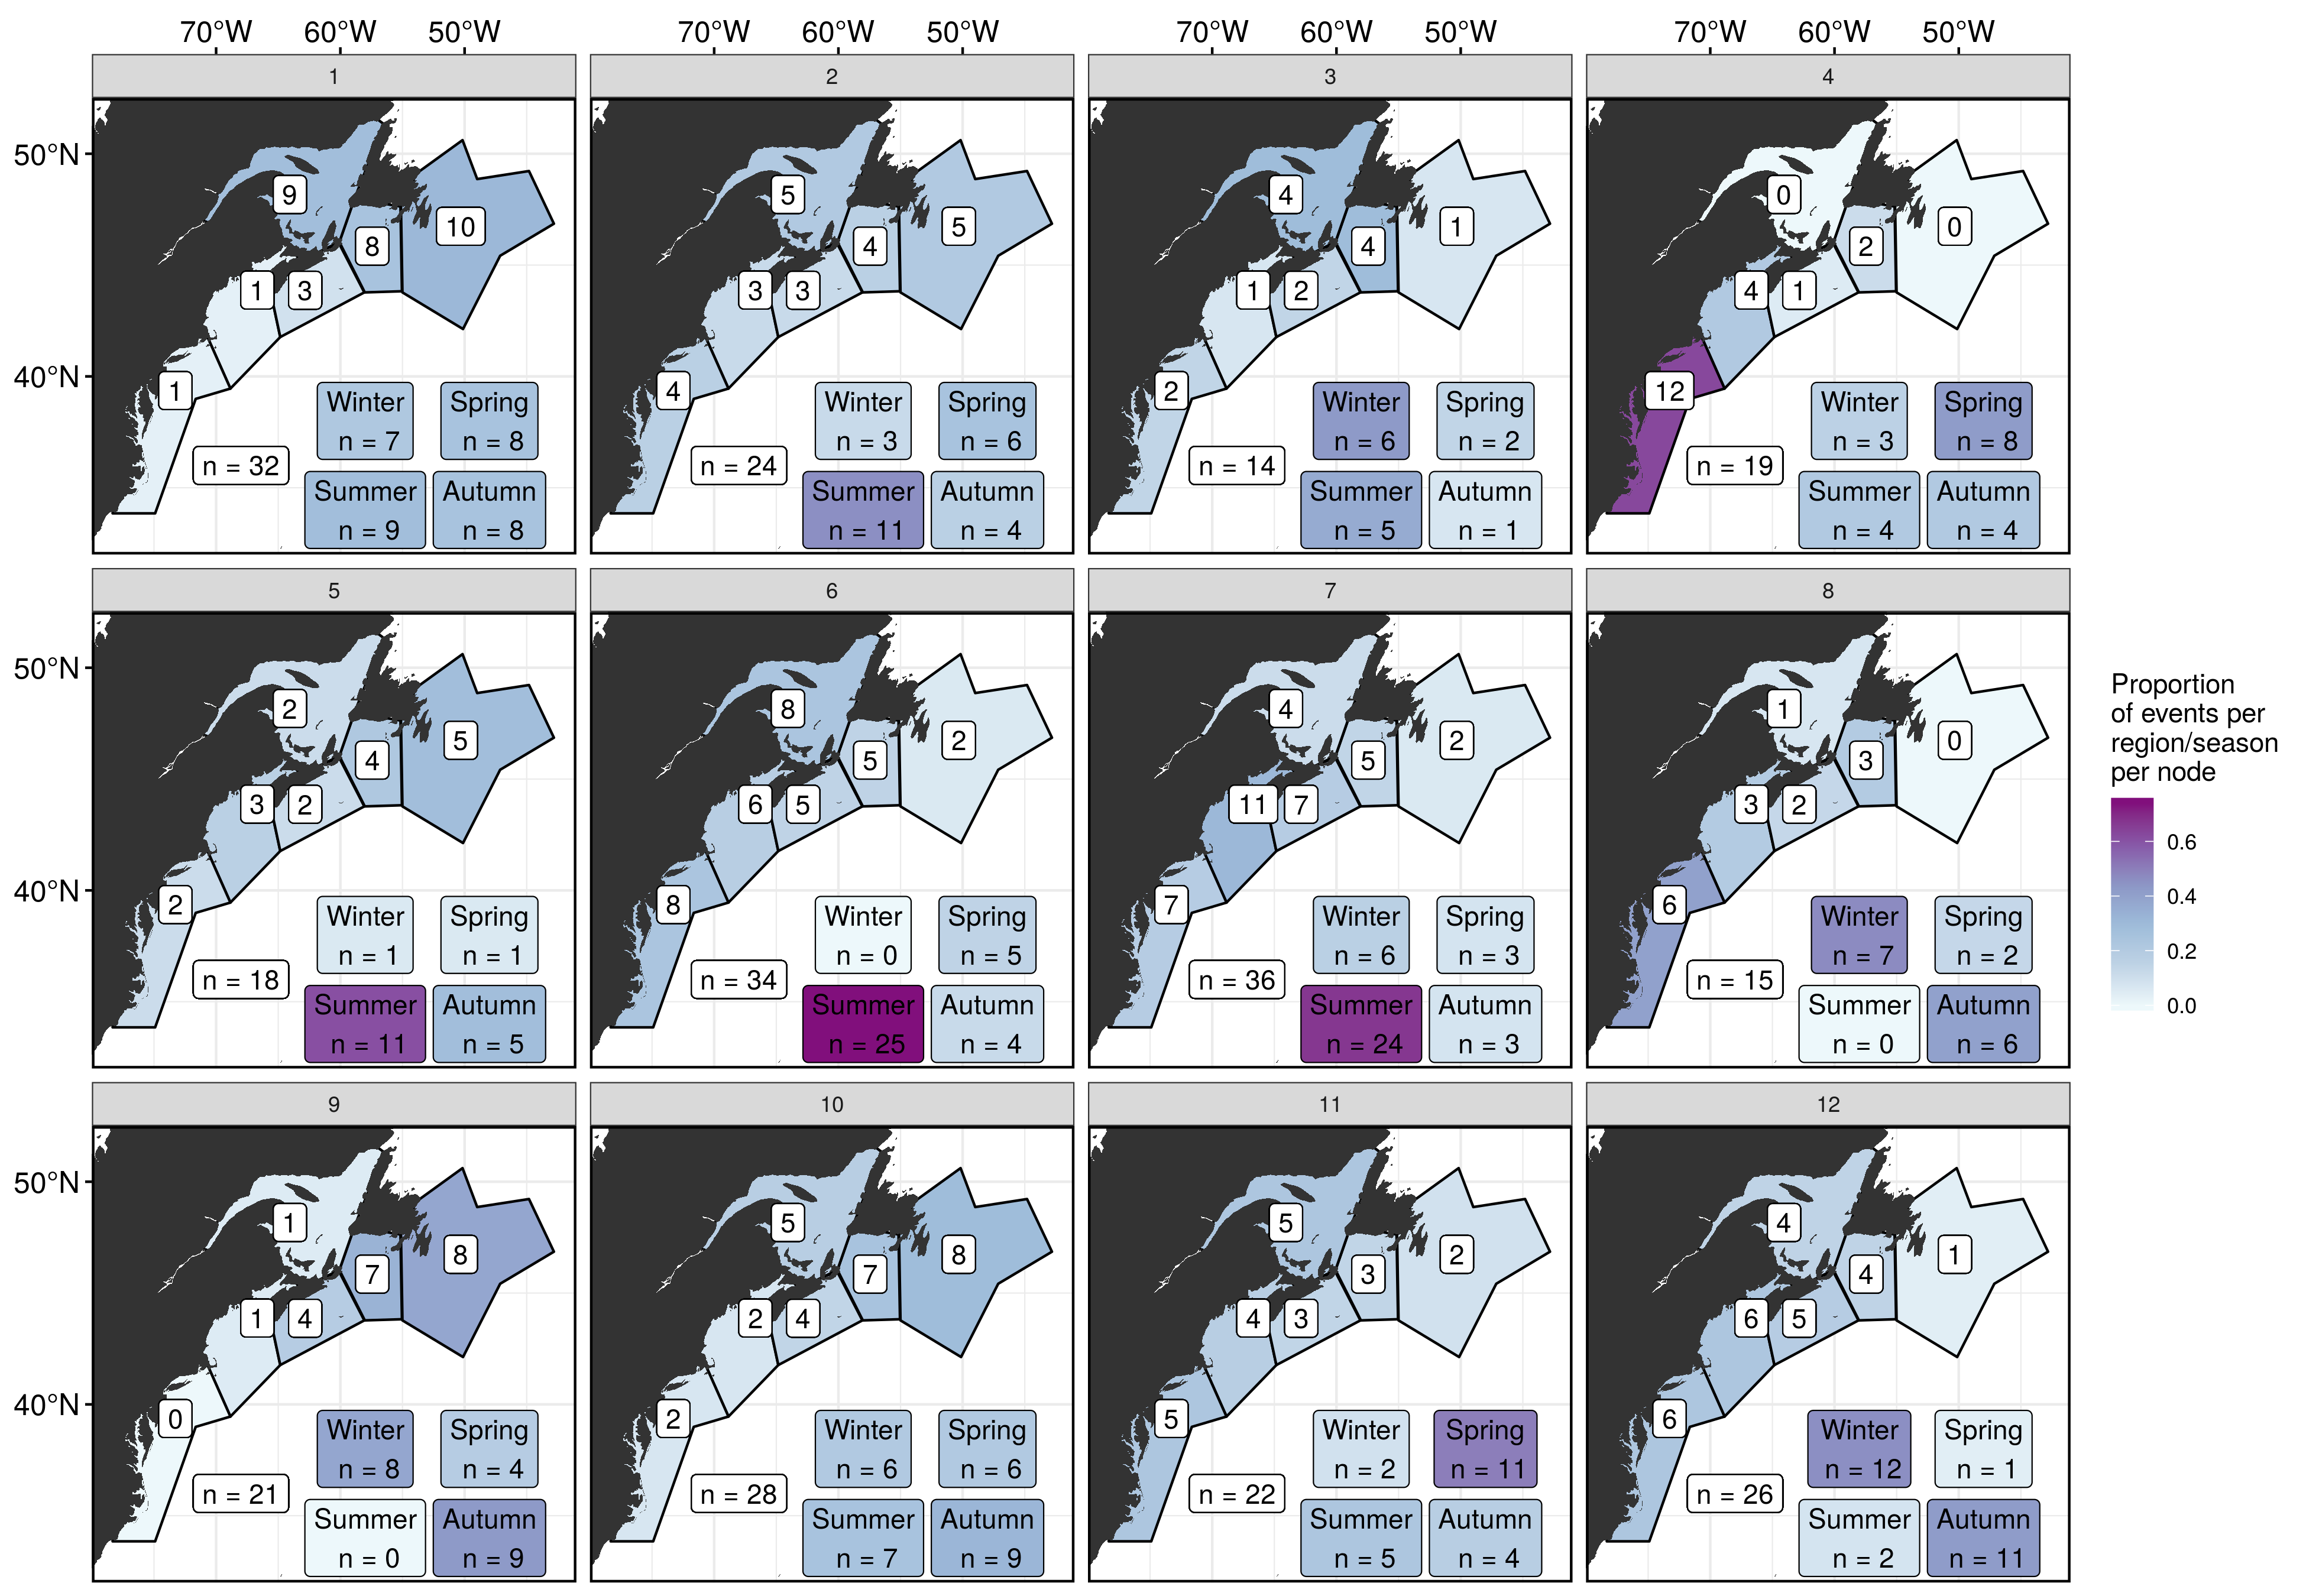 70°W 60°W 50°W 70°W 60°W 50°W 70°W 60°W 50°W 70°W 60°W 50°W
1 2 3 4
50°N
40°N
9
10
8
1 3
1
n = 32
Winter
n = 7
Spring
n = 8
Summer
n = 9
Autumn
n = 8
5
5
4
3 3
4
n = 24
Winter
n = 3
Spring
n = 6
Summer
n = 11
Autumn
n = 4
4
1
4
1 2
2
n = 14
Winter
n = 6
Spring
n = 2
Summer
n = 5
Autumn
n = 1
0
0
2
4 1
12
n = 19
Winter
n = 3
Spring
n = 8
Summer
n = 4
Autumn
n = 4
5 6 7 8
50°N
40°N
2
5
4
3 2
2
n = 18
Winter
n = 1
Spring
n = 1
Summer
n = 11
Autumn
n = 5
8
2
5
6 5
8
n = 34
Winter
n = 0
Spring
n = 5
Summer
n = 25
Autumn
n = 4
4
2
5
11 7
7
n = 36
Winter
n = 6
Spring
n = 3
Summer
n = 24
Autumn
n = 3
1
0
3
3 2
6
n = 15
Winter
n = 7
Spring
n = 2
Summer
n = 0
Autumn
n = 6
Proportion
of events per
region/season
per node
0.6
0.4
0.2
0.0
9 10 11 12
50°N
40°N
1
8
7
1 4
0
n = 21
Winter
n = 8
Spring
n = 4
Summer
n = 0
Autumn
n = 9
5
8
7
2 4
2
n = 28
Winter
n = 6
Spring
n = 6
Summer
n = 7
Autumn
n = 9
5
2
3
4 3
5
n = 22
Winter
n = 2
Spring
n = 11
Summer
n = 5
Autumn
n = 4
4
1
4
6 5
6
n = 26
Winter
n = 12
Spring
n = 1
Summer
n = 2
Autumn
n = 11